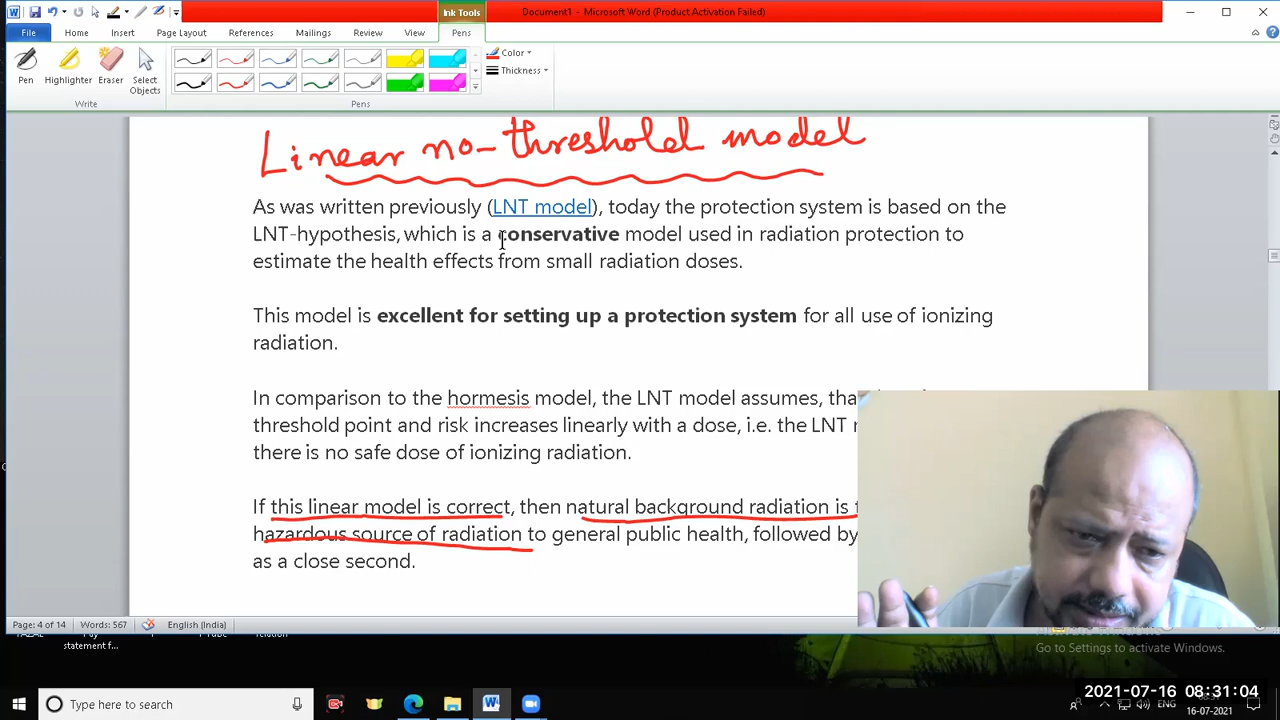 Ink Tools
Document1 - Microsoft Word (Product Activation Failed)
File Home Insert Page Layout References Mailings Review View Pens
Pen Highlighter Eraser Select Objects
Color
Thickness
Write Pens
Linear no-threshold model
As was written previously (LNT model), today the protection system is based on the
LNT-hypothesis, which is a conservative model used in radiation protection to
estimate the health effects from small radiation doses.
This model is excellent for setting up a protection system for all use of ionizing
radiation.
In comparison to the hormesis model, the LNT model assumes,
threshold point and risk increases linearly with a dose, i.e. the LNT
there is no safe dose of ionizing radiation.
If this linear model is correct, then natural background radiation is
hazardous source of radiation to general public health, followed by
as a close second.
Page: 4 of 14 Words: 567 English (India)
statement f...
Go to Settings to activate Windows.
Type here to search
ENG
2021-07-16 08:31:04
16-07-2021